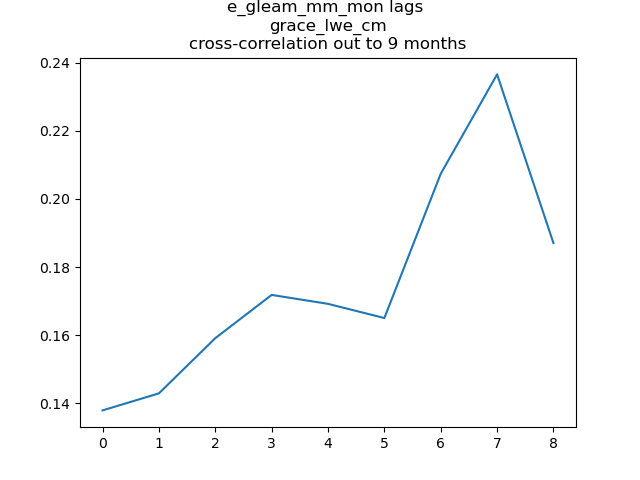 e_gleam_mm_mon lags
grace_lwe_cm
cross-correlation out to 9 months
0.24
0.22
0.20
0.18
0.16
0.14
0 1 2 3 4 5 6 7 8